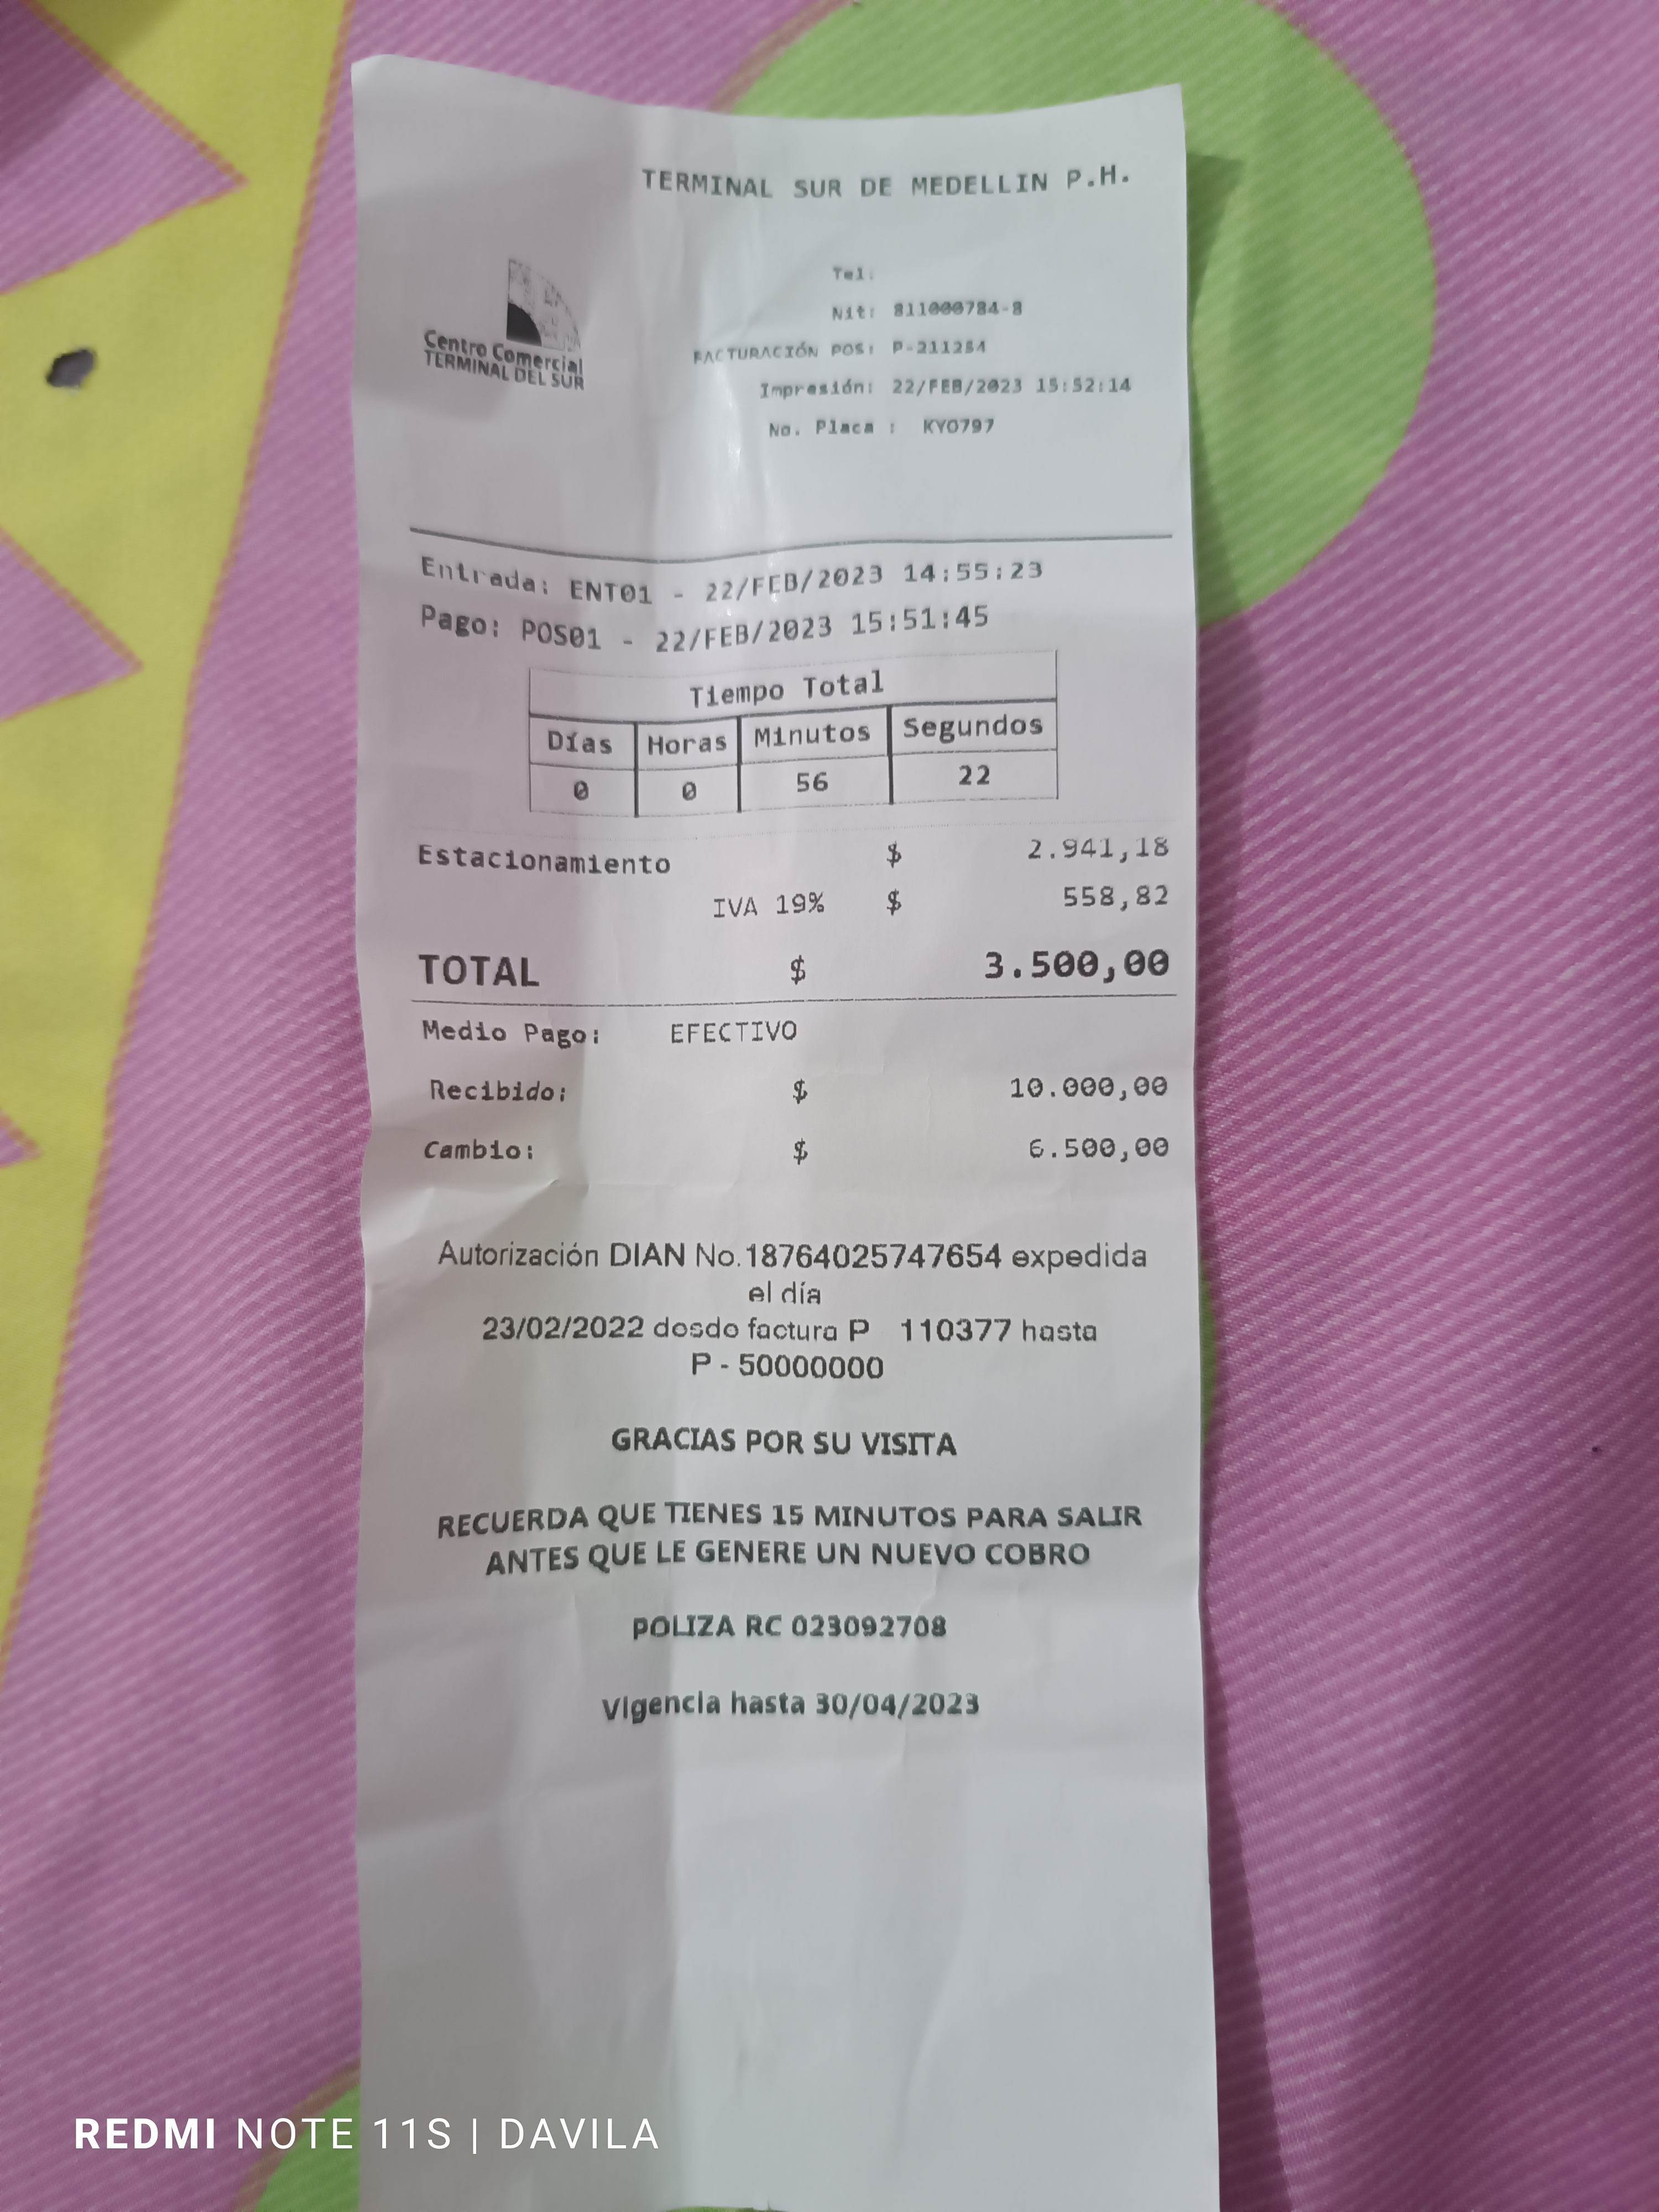 TERMINAL SUR DE MEDELLIN P.H.
Centro Comercial
TERMINAL DEL SUR
Tel:
Nit: 811000784-8
FACTURACIÓN POS: P-211284
Impresión: 22/FEB/2023 15:52:14
No. Placa : KYO797
Entrada: ENT01 - 22/FEB/2023 14:55:23
Pago: POS01 - 22/FEB/2023 15:51:45
Tiempo Total
Días Horas Minutos Segundos
0 0 56 22
Estacionamiento $ 2.941,18
IVA 19% $ 558,82
TOTAL $ 3.500,00
Medio Pago: EFECTIVO
Recibido: $ 10.000,00
Cambio: $ 6.500,00
Autorización DIAN No.18764025747654 expedida
el día
23/02/2022 desde factura P 110377 hasta
P - 50000000
GRACIAS POR SU VISITA
RECUERDA QUE TIENES 15 MINUTOS PARA SALIR
ANTES QUE LE GENERE UN NUEVO COBRO
POLIZA RC 023092708
Vigencia hasta 30/04/2023
REDMI NOTE 11S | DAVILA